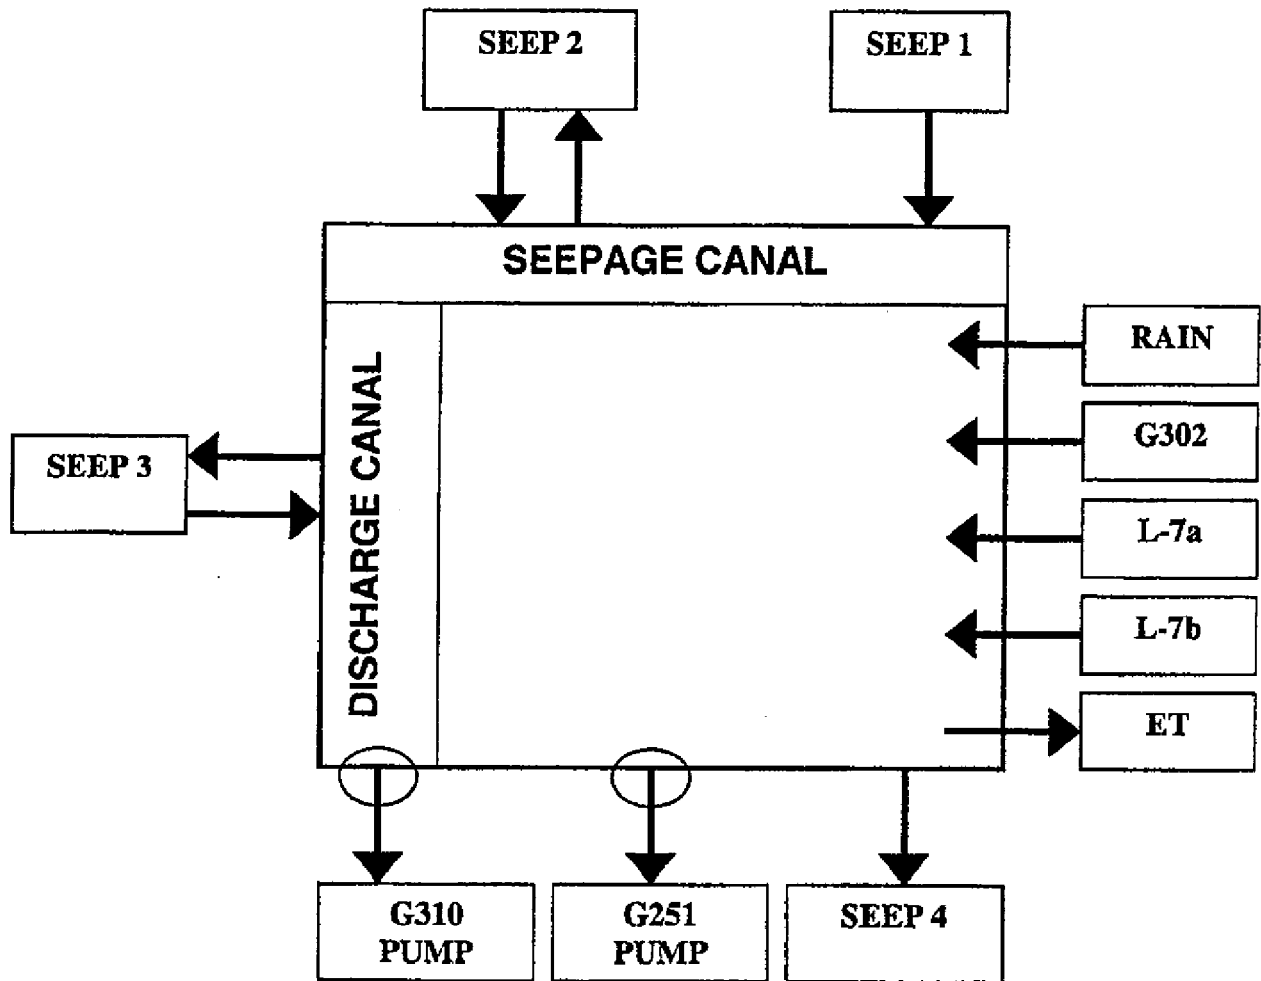 SEEP 2
SEEP 1
SEEPAGE CANAL
RAIN
G302
L-7a
L-7b
ET
SEEP 3
DISCHARGE CANAL
G310
PUMP
G251
PUMP
SEEP 4